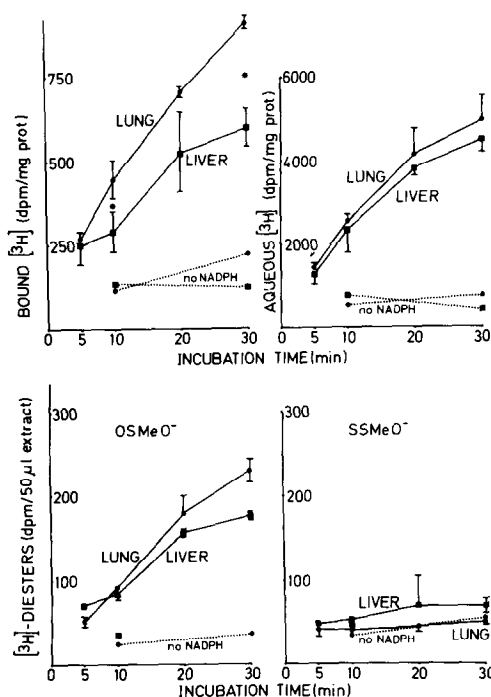 BOUND [³H] (dpm/mg prot)
750
500
250
0
LUNG
LIVER
no NADPH
5 10 20 30
AQUEOUS [³H] (dpm/mg prot)
6000
4000
2000
0
LUNG
LIVER
no NADPH
5 10 20 30
INCUBATION TIME (min)
[³H]-DIESTERS (dpm/50 µl extract)
300
200
100
0
OSMeO⁻
LUNG
LIVER
no NADPH
5 10 20 30
300
200
100
0
SSMeO⁻
LIVER
no NADPH
LUNG
5 10 20 30
INCUBATION TIME (min)